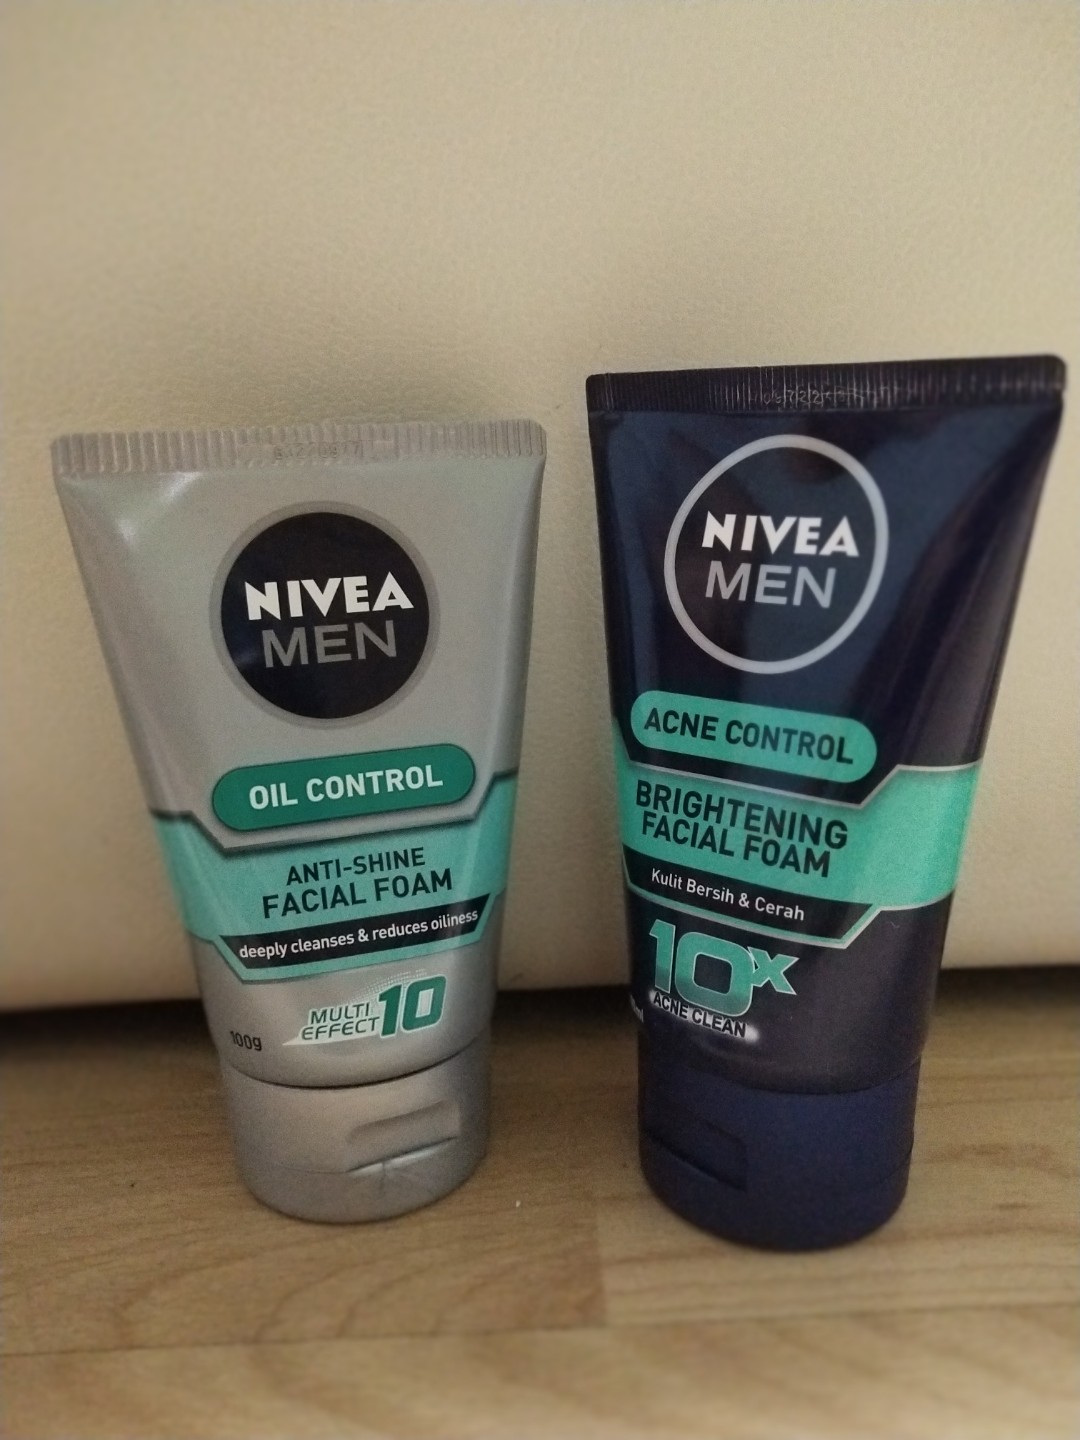 NIVEA
MEN
OIL CONTROL
ANTI-SHINE
FACIAL FOAM
deeply cleanses & reduces oiliness
MULTI
EFFECT 10
100g
NIVEA
MEN
ACNE CONTROL
BRIGHTENING
FACIAL FOAM
Kulit Bersih & Cerah
10X
ACNE CLEAN